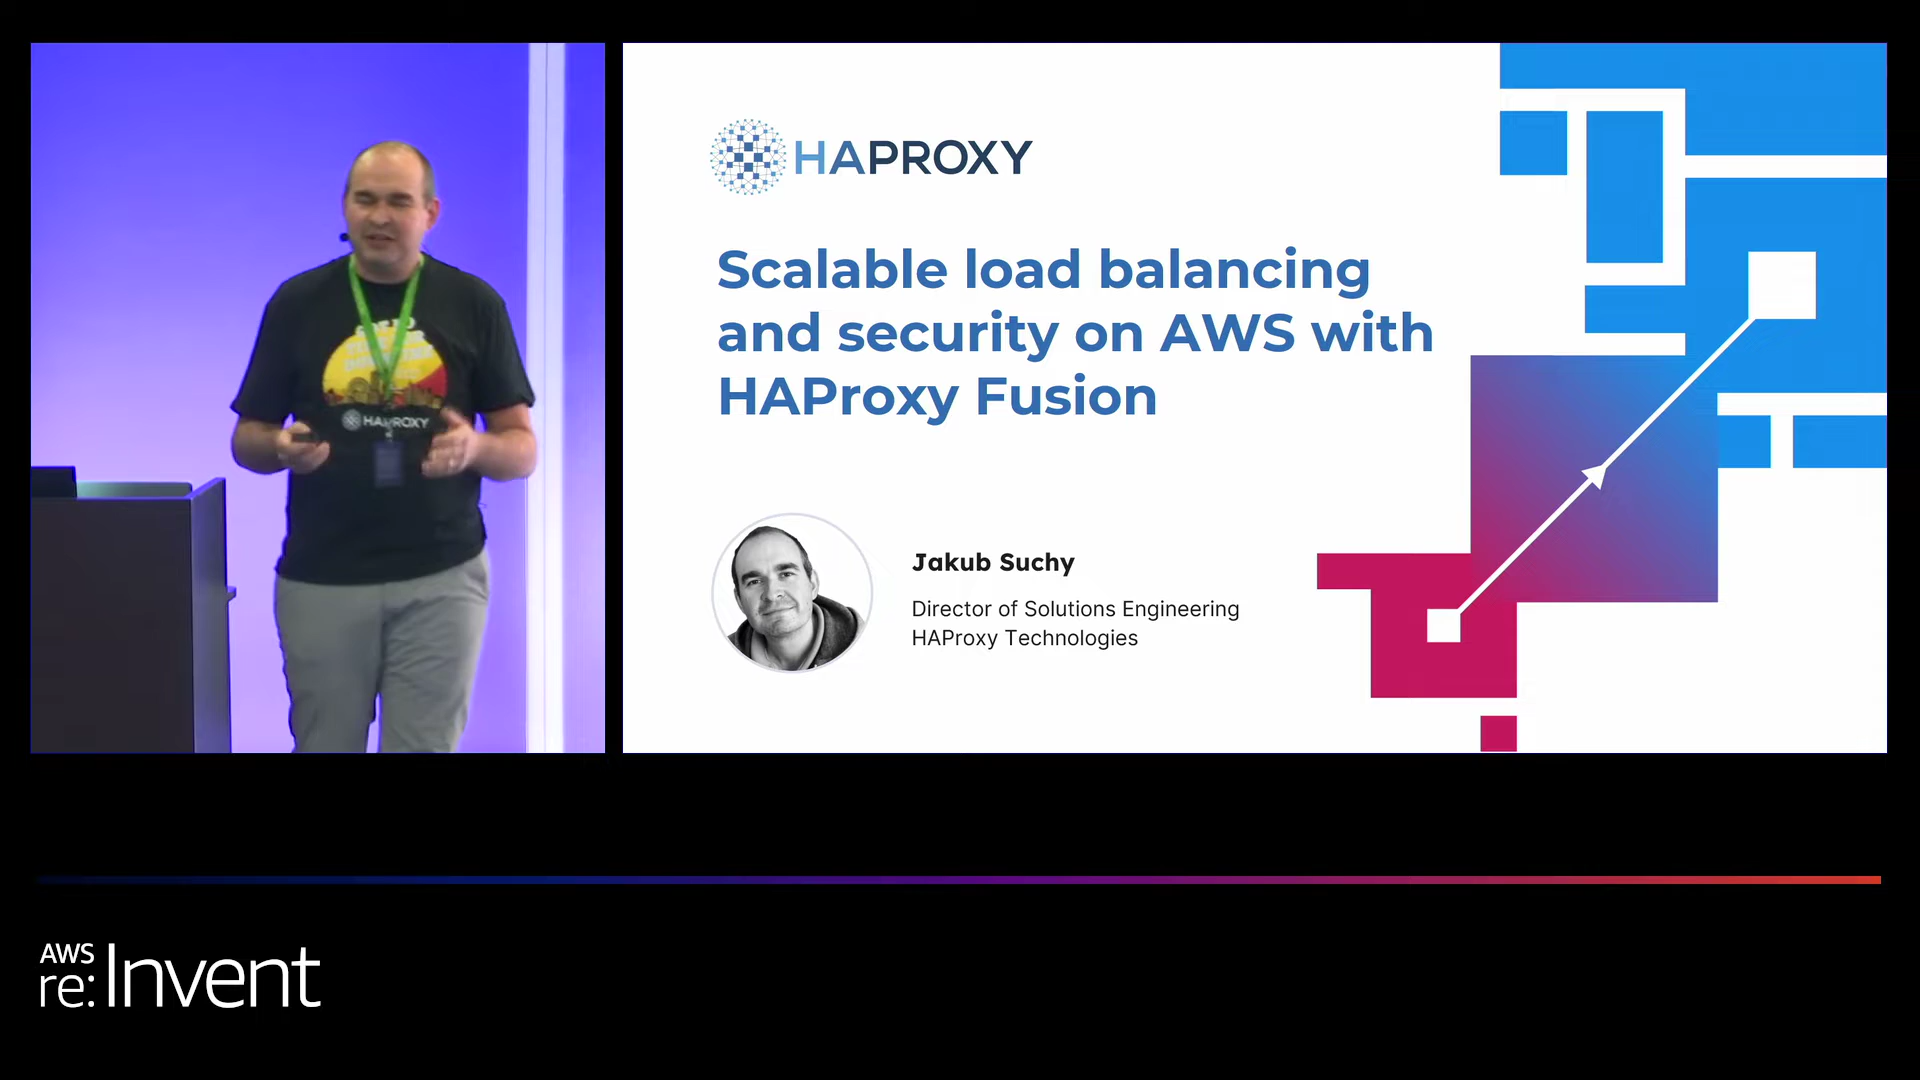 HAPROXY
Scalable load balancing
and security on AWS with
HAProxy Fusion
Jakub Suchy
Director of Solutions Engineering
HAProxy Technologies
HAPROXY
AWS
re:Invent